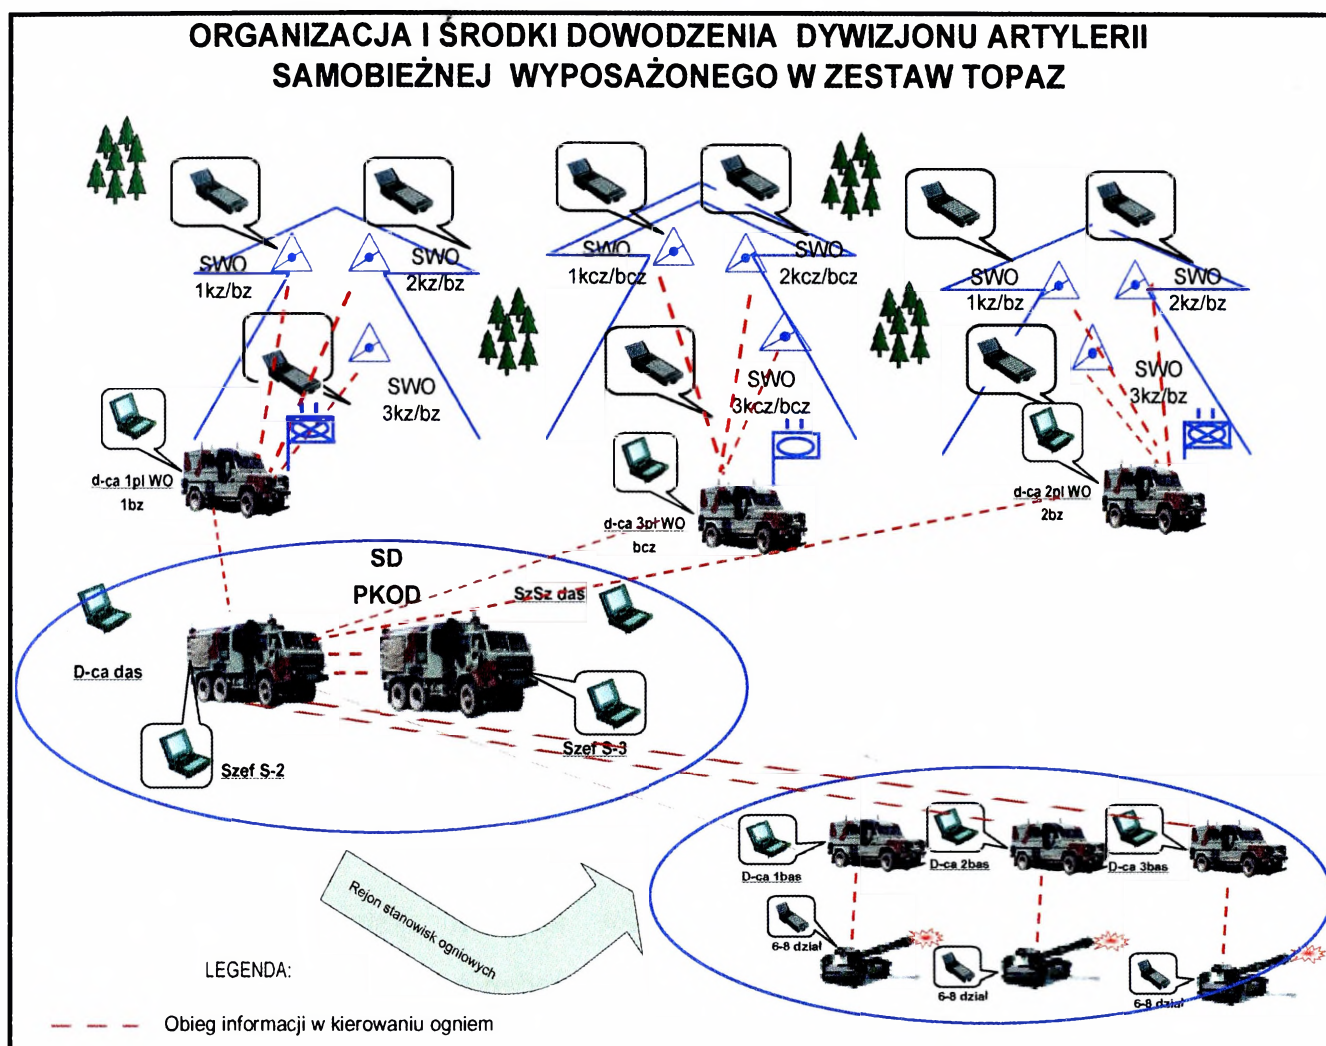 ORGANIZACJA I ŚRODKI DOWODZENIA DYWIZJONU ARTYLERII
SAMOBIEŻNEJ WYPOSAŻONEGO W ZESTAW TOPAZ
SWO
1kz/bz
SWO
2kz/bz
SWO
3kz/bz
SWO
1kcz/bcz
SWO
2kcz/bcz
SWO
3kcz/bcz
SWO
1kz/bz
SWO
2kz/bz
SWO
3kz/bz
d-ca 1pl WO
1bz
d-ca 3pl WO
bcz
d-ca 2pl WO
2bz
SD
PKOD
SzSz das
D-ca das
Szef S-2
Szef S-3
D-ca 1bas
D-ca 2bas
D-ca 3bas
6-8 dział
6-8 dział
6-8 dział
Rejon stanowisk ogniowych
LEGENDA:
Obieg informacji w kierowaniu ogniem